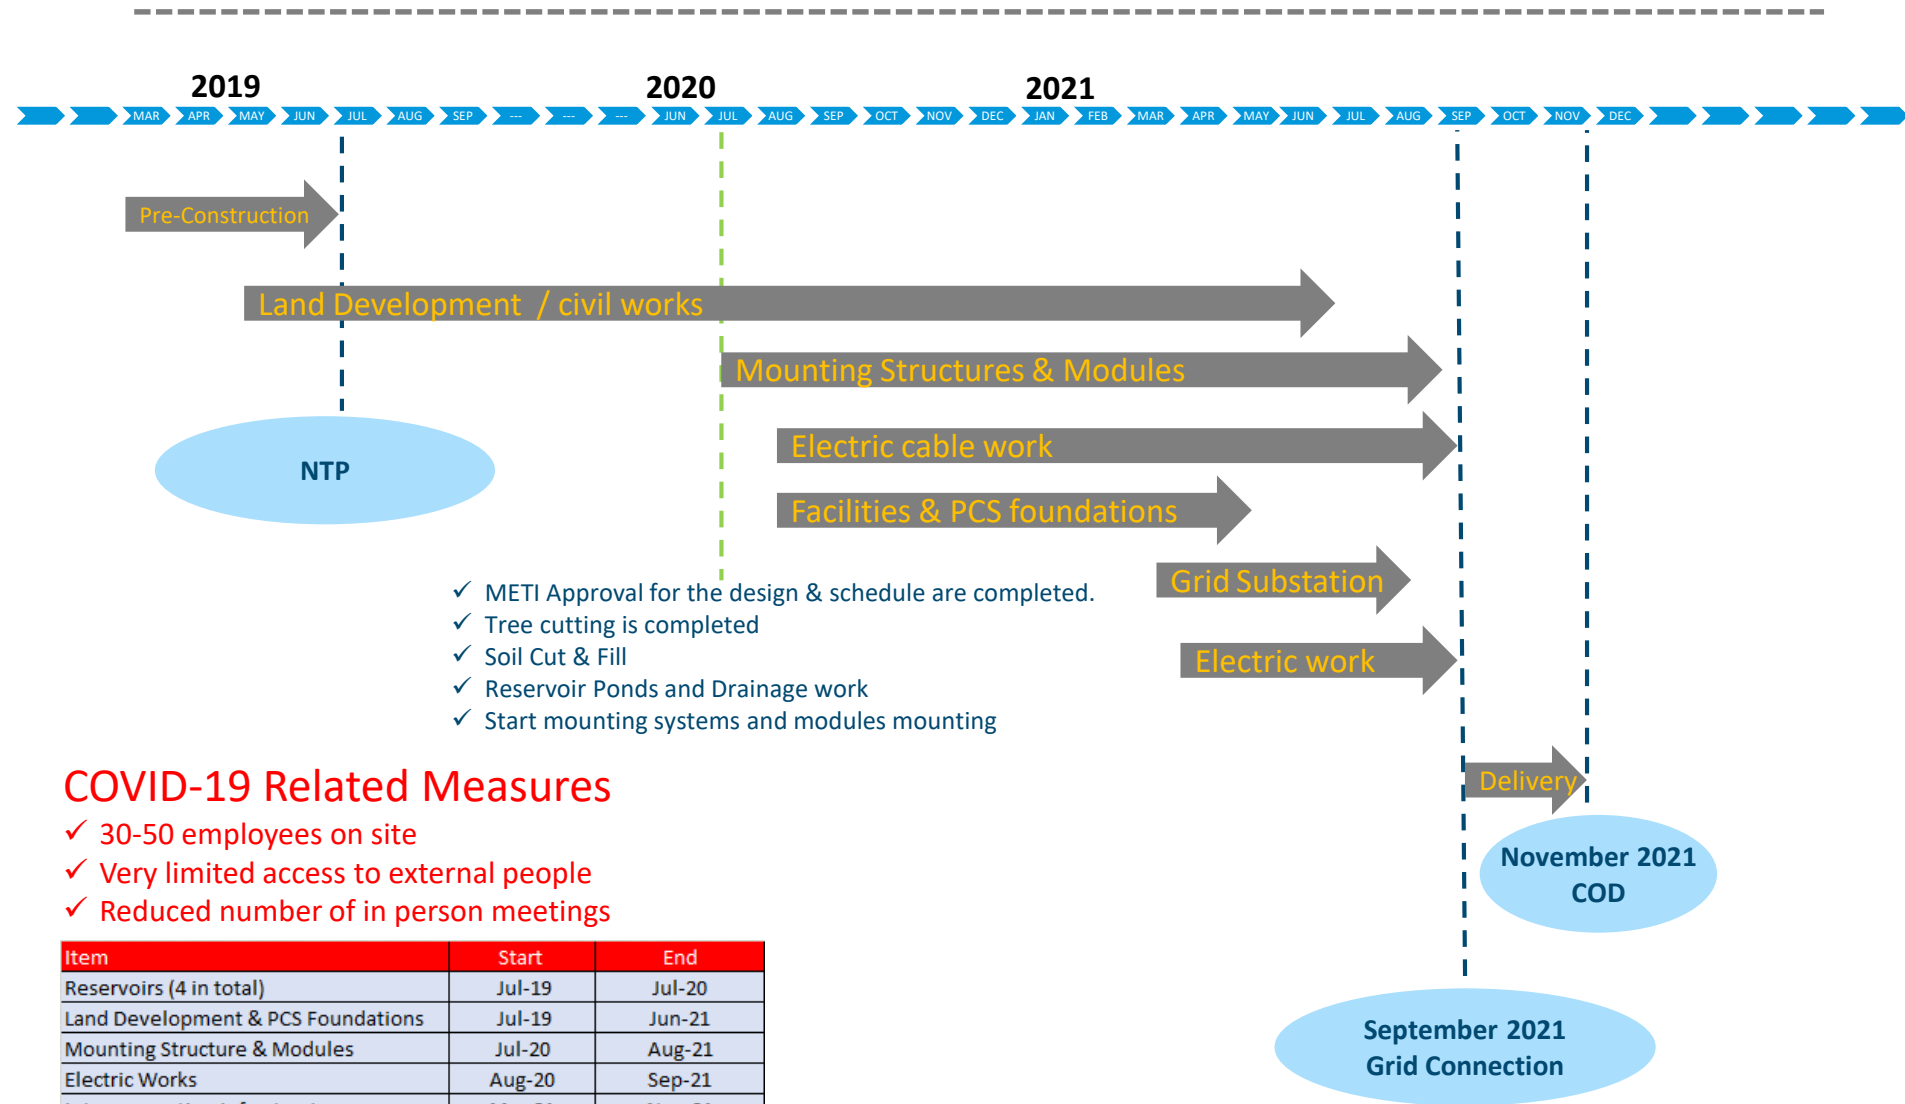 2019 2020 2021
MAR APR MAY JUN JUL AUG SEP --- --- --- JUN JUL AUG SEP OCT NOV DEC JAN FEB MAR APR MAY JUN JUL AUG SEP OCT NOV DEC
Pre-Construction
Land Development / civil works
Mounting Structures & Modules
Electric cable work
NTP
Facilities & PCS foundations
Grid Substation
✓ METI Approval for the design & schedule are completed.
✓ Tree cutting is completed
✓ Soil Cut & Fill
✓ Reservoir Ponds and Drainage work
✓ Start mounting systems and modules mounting
Electric work
Delivery
COVID-19 Related Measures
✓ 30-50 employees on site
✓ Very limited access to external people
✓ Reduced number of in person meetings
November 2021
COD
Item Start End
Reservoirs (4 in total) Jul-19 Jul-20
Land Development & PCS Foundations Jul-19 Jun-21
Mounting Structure & Modules Jul-20 Aug-21
Electric Works Aug-20 Sep-21
September 2021
Grid Connection